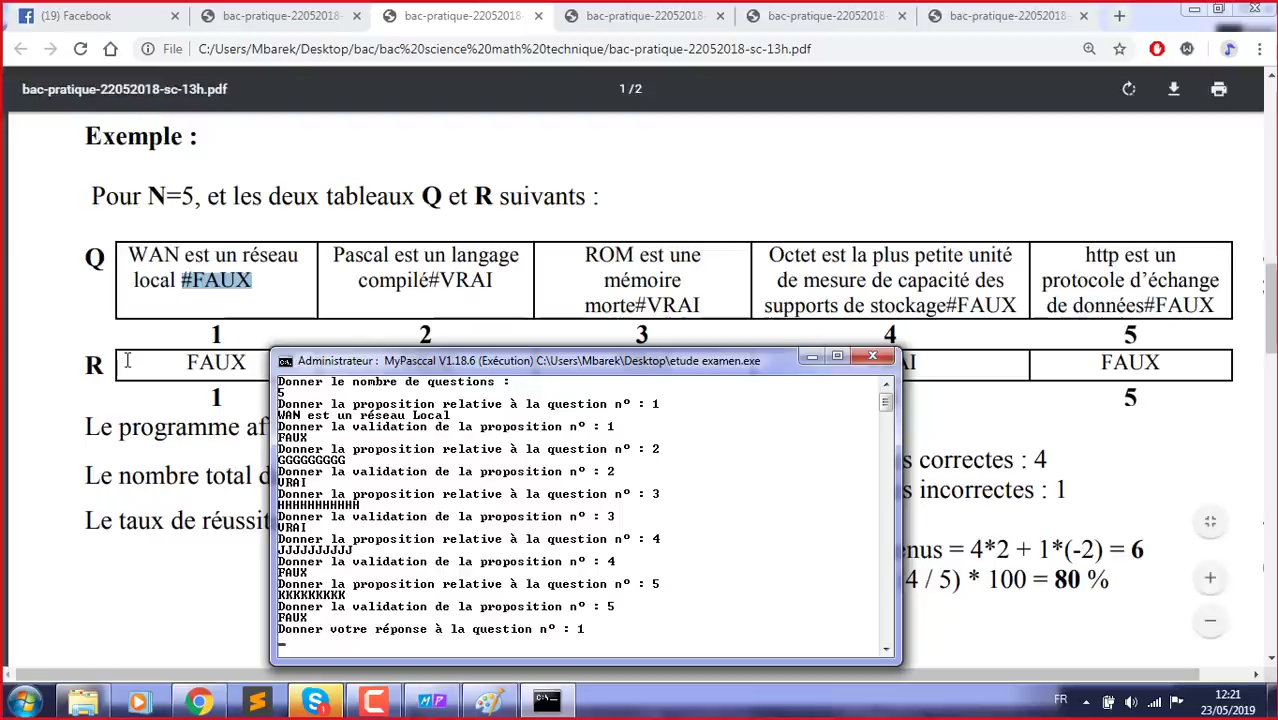 (19) Facebook
bac-pratique-22052018-
bac-pratique-22052018-
bac-pratique-22052018-
bac-pratique-22052018-
bac-pratique-22052018-
File
C:/Users/Mbarek/Desktop/bac/bac%20science%20math%20technique/bac-pratique-22052018-sc-13h.pdf
bac-pratique-22052018-sc-13h.pdf
1 / 2
Exemple :
Pour N=5, et les deux tableaux Q et R suivants :
Q
WAN est un réseau
local #FAUX
Pascal est un langage
compilé#VRAI
ROM est une
mémoire
morte#VRAI
Octet est la plus petite unité
de mesure de capacité des
supports de stockage#FAUX
http est un
protocole d'échange
de données#FAUX
1 2 3 4 5
R
FAUX
AI
FAUX
1
5
Administrateur : MyPasccal V1.18.6 (Exécution) C:\Users\Mbarek\Desktop\etude examen.exe
Donner le nombre de questions :
5
Donner la proposition relative à la question n° : 1
WAN est un réseau Local
Donner la validation de la proposition n° : 1
FAUX
Donner la proposition relative à la question n° : 2
GGGGGGGGG
Donner la validation de la proposition n° : 2
VRAI
Donner la proposition relative à la question n° : 3
HHHHHHHHHHH
Donner la validation de la proposition n° : 3
VRAI
Donner la proposition relative à la question n° : 4
JJJJJJJJJJ
Donner la validation de la proposition n° : 4
FAUX
Donner la proposition relative à la question n° : 5
KKKKKKKKK
Donner la validation de la proposition n° : 5
FAUX
Donner votre réponse à la question n° : 1
Le programme af
Le nombre total d
s correctes : 4
s incorrectes : 1
Le taux de réussit
enus = 4*2 + 1*(-2) = 6
4 / 5) * 100 = 80 %
FR
12:21
23/05/2019